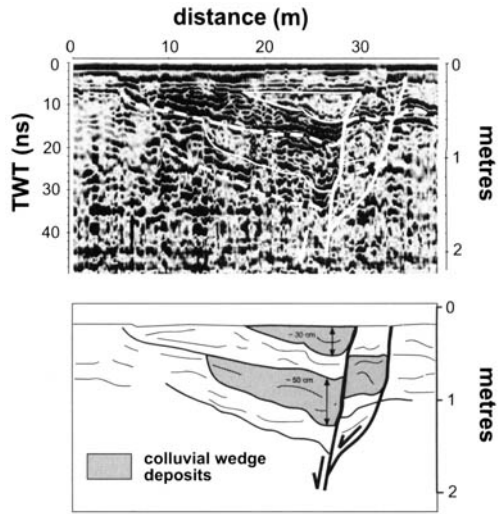 distance (m)
0 10 20 30
0
10
20
30
40
TWT (ns)
0
1
2
metres
0
1
2
metres
~ 30 cm
~ 50 cm
colluvial wedge
deposits